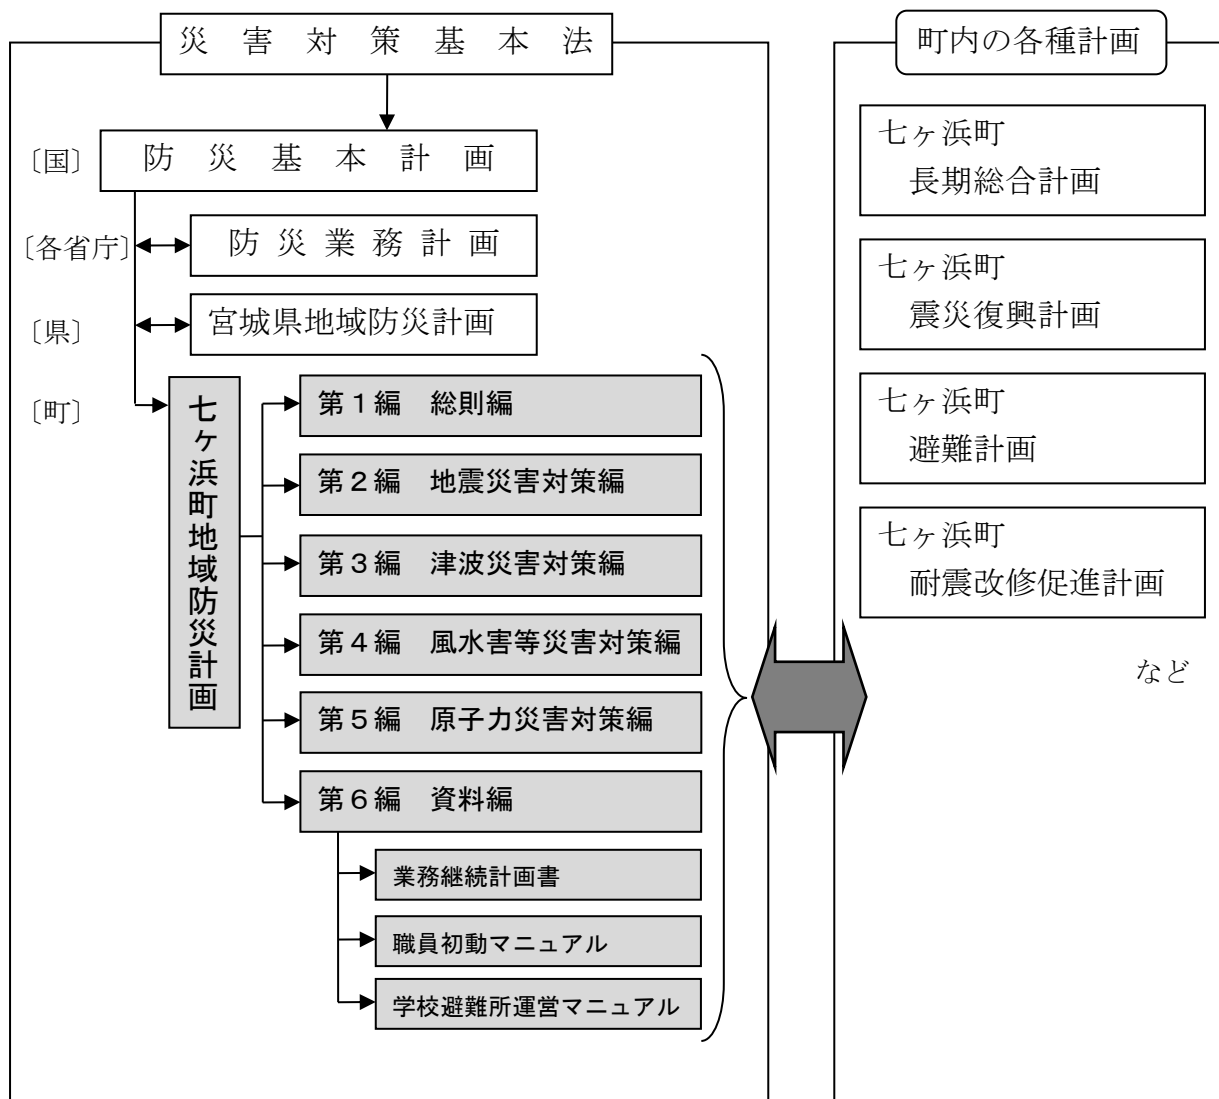 災害対策基本法
〔国〕
防災基本計画
〔各省庁〕
防災業務計画
〔県〕
宮城県地域防災計画
〔町〕
七ヶ浜町地域防災計画
第１編　総則編
第２編　地震災害対策編
第３編　津波災害対策編
第４編　風水害等災害対策編
第５編　原子力災害対策編
第６編　資料編
業務継続計画書
職員初動マニュアル
学校避難所運営マニュアル
町内の各種計画
七ヶ浜町
長期総合計画
七ヶ浜町
震災復興計画
七ヶ浜町
避難計画
七ヶ浜町
耐震改修促進計画
など